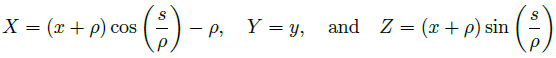 X = (x + ρ) cos (s/ρ) − ρ, Y = y, and Z = (x + ρ) sin (s/ρ)